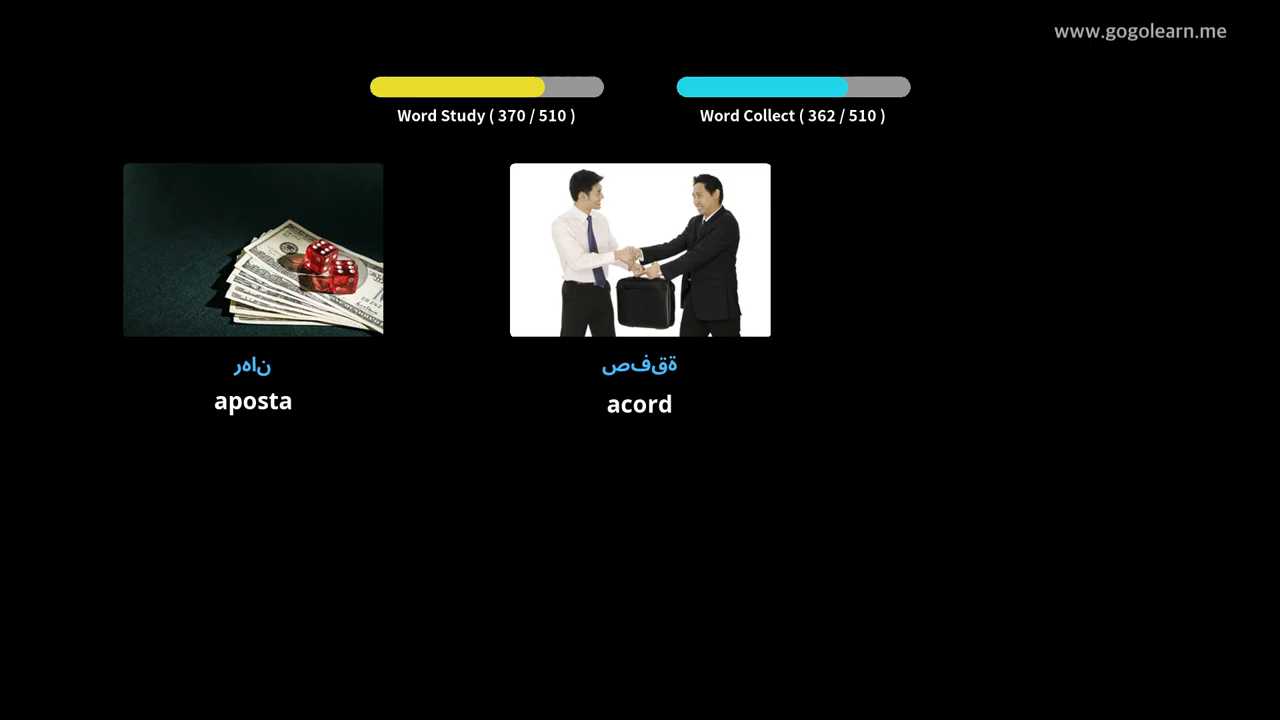 www.gogolearn.me
Word Study ( 370 / 510 )
Word Collect ( 362 / 510 )
ناهر
aposta
ةقفص
acord